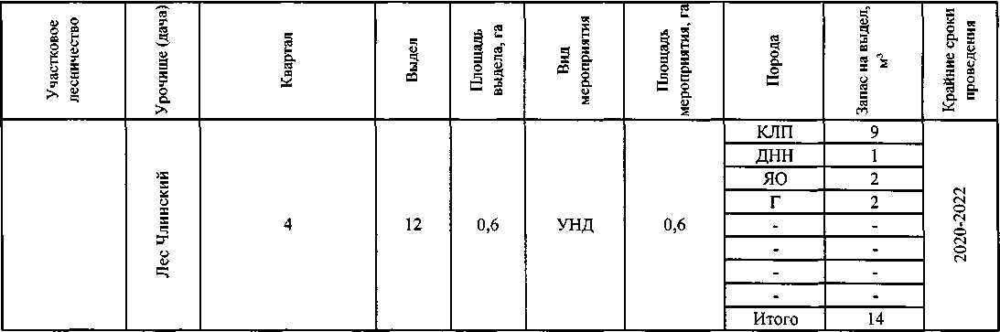 Участковое
лесничество
Урочище (дача)
Квартал
Выдел
Площадь
выдела, га
Вид
мероприятия
Площадь
мероприятия, га
Порода
Запас на выдел,
м³
Крайние сроки
проведения
Лес Члинский
4
12
0,6
УНД
0,6
КЛП 9
ДНН 1
ЯО 2
Г 2
- -
- -
- -
- -
Итого 14
2020-2022